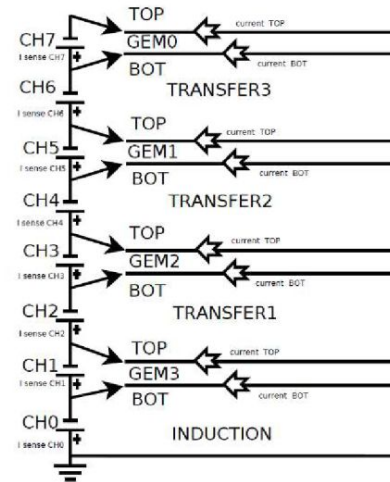 TOP
current TOP
CH7
GEM0
I sense CH7
current BOT
BOT
CH6
TRANSFER3
I sense CH6
TOP
current TOP
CH5
GEM1
I sense CH5
current BOT
BOT
CH4
TRANSFER2
I sense CH4
TOP
current TOP
CH3
GEM2
I sense CH3
current BOT
BOT
CH2
TRANSFER1
I sense CH2
TOP
current TOP
CH1
GEM3
I sense CH1
current BOT
BOT
CH0
INDUCTION
I sense CH0